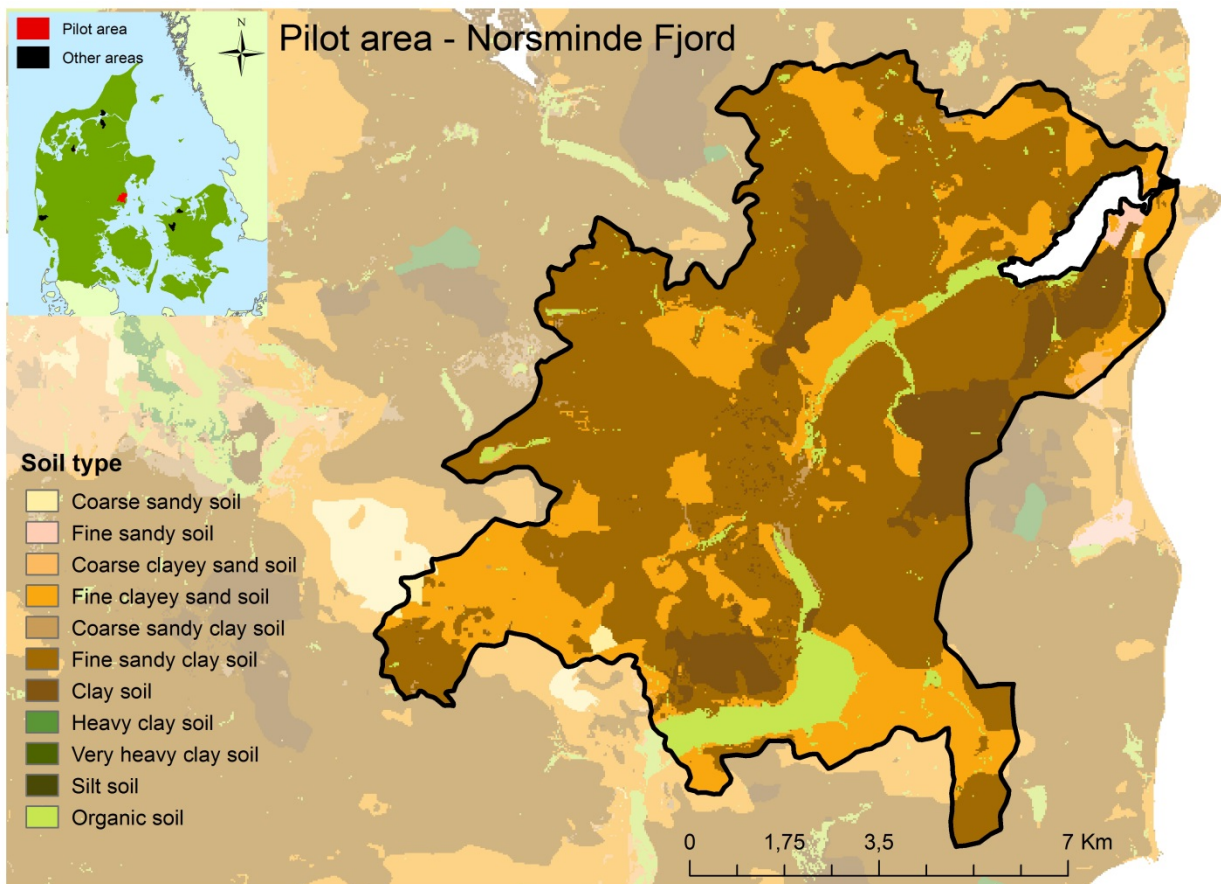 Pilot area
Other areas
N
Pilot area - Norsminde Fjord
Soil type
Coarse sandy soil
Fine sandy soil
Coarse clayey sand soil
Fine clayey sand soil
Coarse sandy clay soil
Fine sandy clay soil
Clay soil
Heavy clay soil
Very heavy clay soil
Silt soil
Organic soil
0 1,75 3,5 7 Km